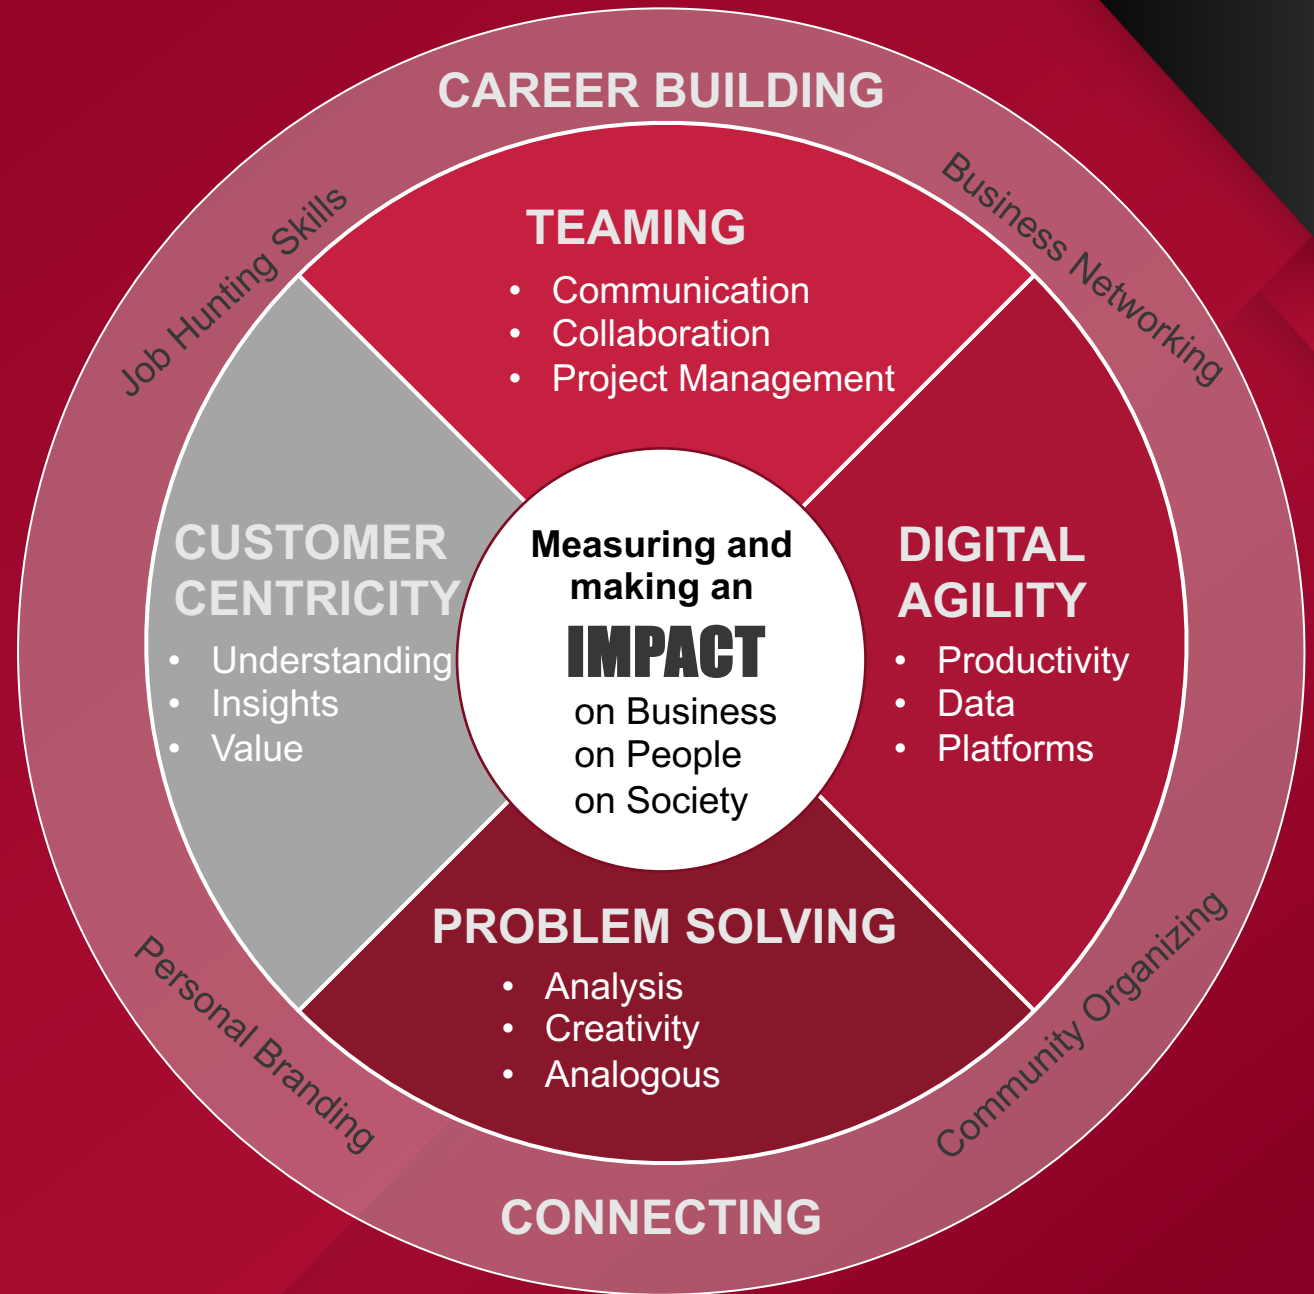 CAREER BUILDING
Job Hunting Skills
Business Networking
TEAMING
• Communication
• Collaboration
• Project Management
CUSTOMER
CENTRICITY
• Understanding
• Insights
• Value
Measuring and
making an
IMPACT
on Business
on People
on Society
DIGITAL
AGILITY
• Productivity
• Data
• Platforms
PROBLEM SOLVING
• Analysis
• Creativity
• Analogous
Personal Branding
Community Organizing
CONNECTING